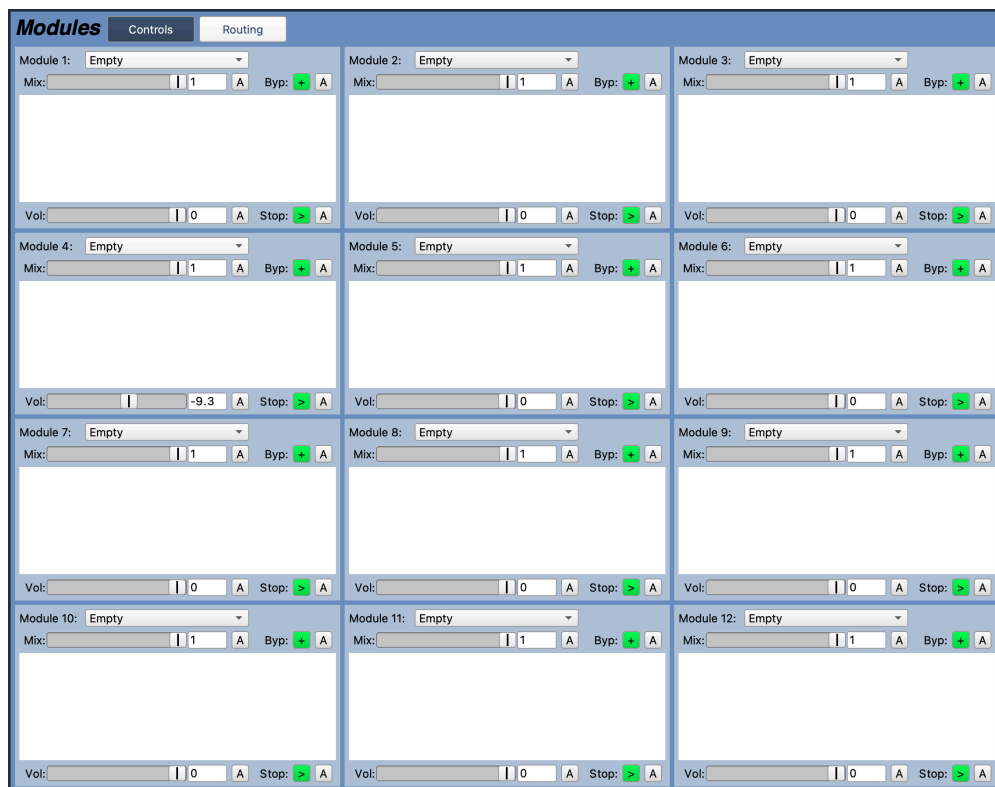 Modules Controls Routing
Module 1: Empty Module 2: Empty Module 3: Empty
Mix: 1 A Byp: + A Mix: 1 A Byp: + A Mix: 1 A Byp: + A
Vol: 0 A Stop: > A Vol: 0 A Stop: > A Vol: 0 A Stop: > A
Module 4: Empty Module 5: Empty Module 6: Empty
Mix: 1 A Byp: + A Mix: 1 A Byp: + A Mix: 1 A Byp: + A
Vol: -9.3 A Stop: > A Vol: 0 A Stop: > A Vol: 0 A Stop: > A
Module 7: Empty Module 8: Empty Module 9: Empty
Mix: 1 A Byp: + A Mix: 1 A Byp: + A Mix: 1 A Byp: + A
Vol: 0 A Stop: > A Vol: 0 A Stop: > A Vol: 0 A Stop: > A
Module 10: Empty Module 11: Empty Module 12: Empty
Mix: 1 A Byp: + A Mix: 1 A Byp: + A Mix: 1 A Byp: + A
Vol: 0 A Stop: > A Vol: 0 A Stop: > A Vol: 0 A Stop: > A